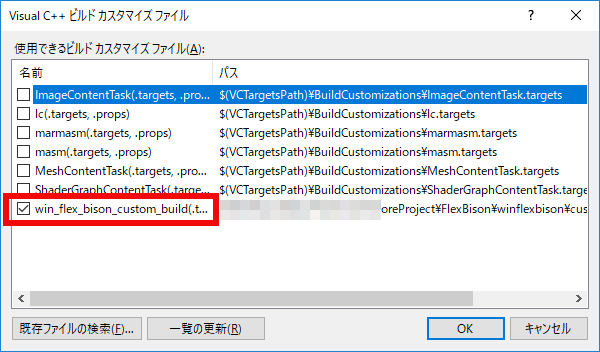 Visual C++ ビルド カスタマイズ ファイル
使用できるビルド カスタマイズ ファイル(A):
名前 パス
ImageContentTask(.targets, .pro... $(VCTargetsPath)¥BuildCustomizations¥ImageContentTask.targets
lc(.targets, .props) $(VCTargetsPath)¥BuildCustomizations¥lc.targets
marmasm(.targets, .props) $(VCTargetsPath)¥BuildCustomizations¥marmasm.targets
masm(.targets, .props) $(VCTargetsPath)¥BuildCustomizations¥masm.targets
MeshContentTask(.targets, .pro... $(VCTargetsPath)¥BuildCustomizations¥MeshContentTask.targets
ShaderGraphContentTask(.targe... $(VCTargetsPath)¥BuildCustomizations¥ShaderGraphContentTask.targe
win_flex_bison_custom_build(.t... oreProject¥FlexBison¥winflexbison¥cus
既存ファイルの検索(F)... 一覧の更新(R) OK キャンセル